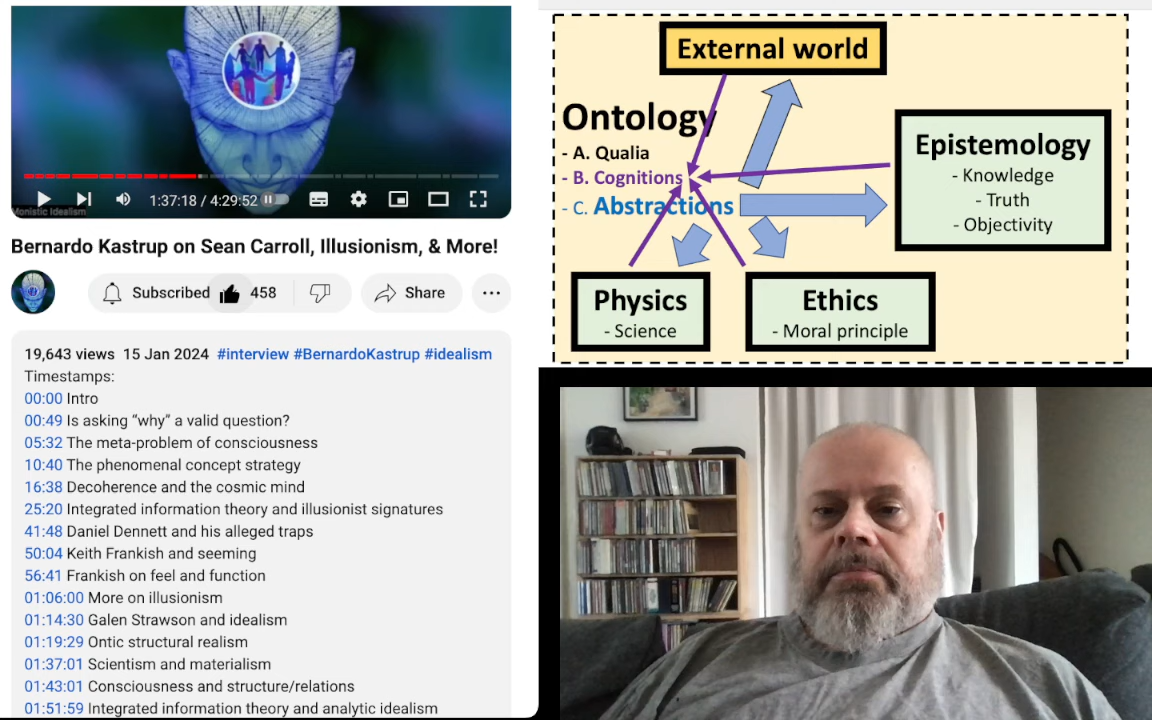 1:37:18 / 4:29:52
Monistic Idealism
Bernardo Kastrup on Sean Carroll, Illusionism, & More!
Subscribed
458
Share
19,643 views 15 Jan 2024 #interview #BernardoKastrup #idealism
Timestamps:
00:00 Intro
00:49 Is asking “why” a valid question?
05:32 The meta-problem of consciousness
10:40 The phenomenal concept strategy
16:38 Decoherence and the cosmic mind
25:20 Integrated information theory and illusionist signatures
41:48 Daniel Dennett and his alleged traps
50:04 Keith Frankish and seeming
56:41 Frankish on feel and function
01:06:00 More on illusionism
01:14:30 Galen Strawson and idealism
01:19:29 Ontic structural realism
01:37:01 Scientism and materialism
01:43:01 Consciousness and structure/relations
01:51:59 Integrated information theory and analytic idealism
External world
Ontology
- A. Qualia
- B. Cognitions
- C. Abstractions
Epistemology
- Knowledge
- Truth
- Objectivity
Physics
- Science
Ethics
- Moral principle